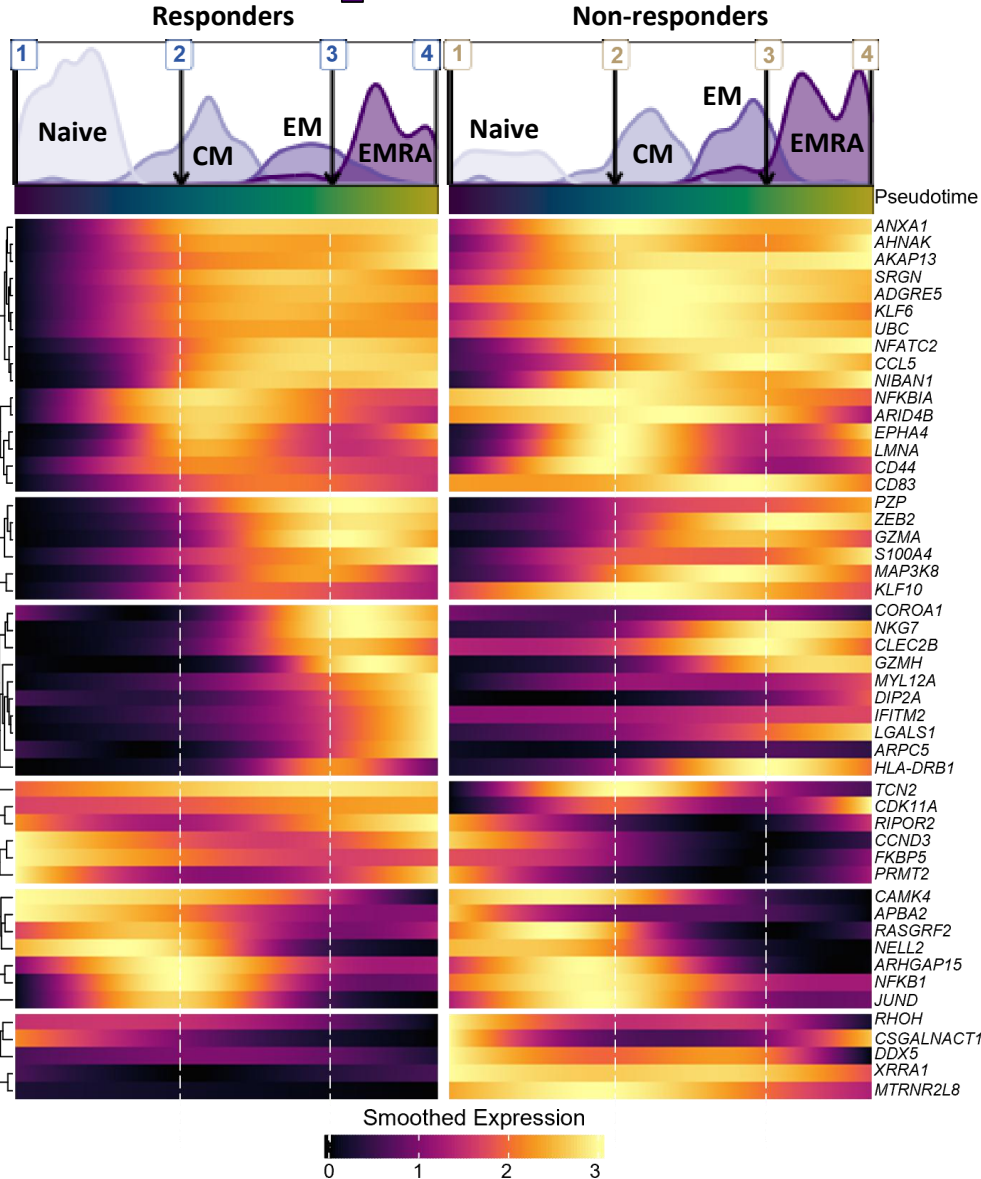 Responders Non-responders
1 2 3 4 1 2 3 4
Naive CM EM EMRA Naive CM EM EMRA
Pseudotime
ANXA1
AHNAK
AKAP13
SRGN
ADGRE5
KLF6
UBC
NFATC2
CCL5
NIBAN1
NFKBIA
ARID4B
EPHA4
LMNA
CD44
CD83
PZP
ZEB2
GZMA
S100A4
MAP3K8
KLF10
COROA1
NKG7
CLEC2B
GZMH
MYL12A
DIP2A
IFITM2
LGALS1
ARPC5
HLA-DRB1
TCN2
CDK11A
RIPOR2
CCND3
FKBP5
PRMT2
CAMK4
APBA2
RASGRF2
NELL2
ARHGAP15
NFKB1
JUND
RHOH
CSGALNACT1
DDX5
XRRA1
MTRNR2L8
Smoothed Expression
0 1 2 3